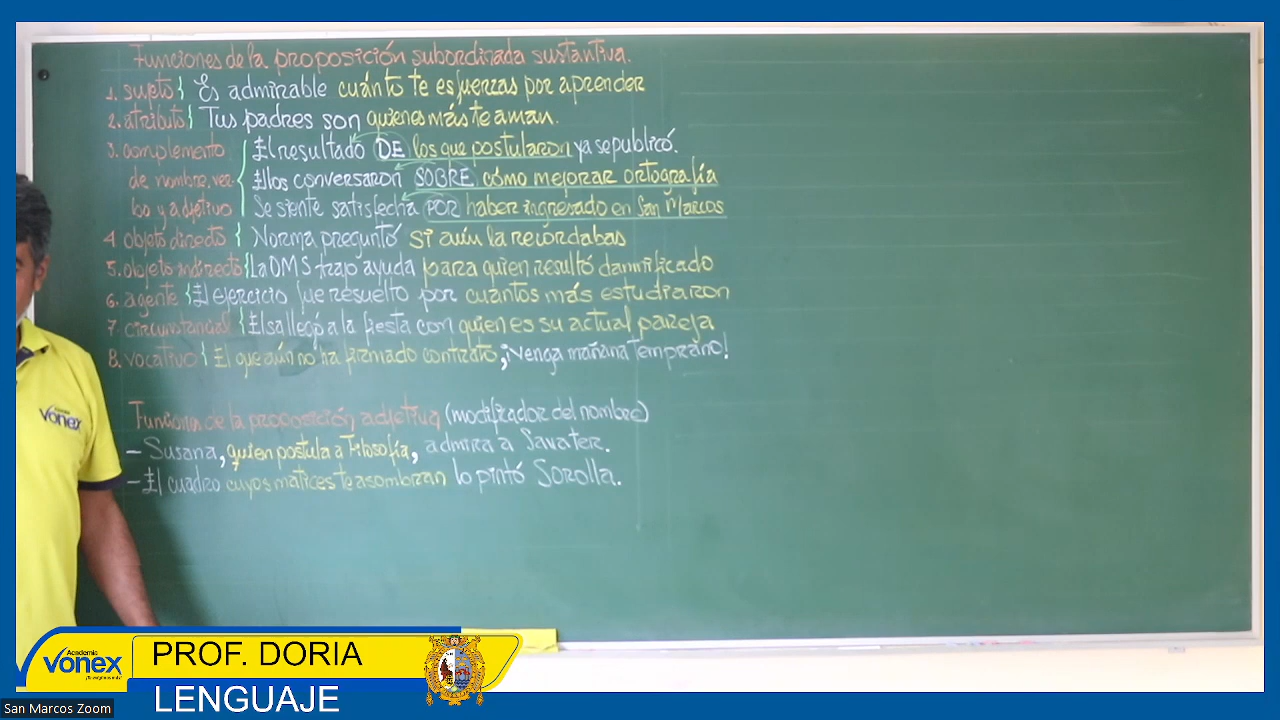 Funciones de la proposición subordinada sustantiva.
1. sujeto { Es admirable cuánto te esfuerzas por aprender
2. atributo { Tus padres son quienes más te aman.
3. complemento { El resultado DE los que postularon ya se publicó.
de nombre, ver- Ellos conversaron SOBRE cómo mejorar ortografía
bo y adjetivo Se siente satisfecha POR haber ingresado en San Marcos
4 objeto directo { Norma preguntó si aún la recordabas
5. objeto indirecto { La OMS trajo ayuda para quien resultó damnificado
6. agente { El ejercicio fue resuelto por cuantos más estudiaron
7 circunstancial { Elsa llegó a la fiesta con quien es su actual pareja
8. vocativo { El que aún no ha firmado contrato, ¡venga mañana temprano!
Funciones de la proposición adjetiva (modificador del nombre)
- Susana, quien postula a Filosofía, admira a Savater.
- El cuadro cuyos matices te asombran lo pintó Sorolla.
VONEX
Academia
VONEX
PROF. DORIA
LENGUAJE
San Marcos Zoom